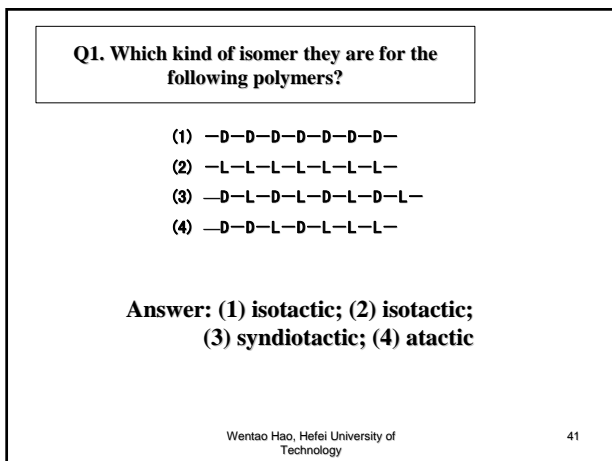 Q1. Which kind of isomer they are for the
following polymers?
(1) —D—D—D—D—D—D—D—
(2) —L—L—L—L—L—L—L—
(3) —D—L—D—L—D—L—D—L—
(4) —D—D—L—D—L—L—L—
Answer: (1) isotactic; (2) isotactic;
(3) syndiotactic; (4) atactic
Wentao Hao, Hefei University of
Technology
41